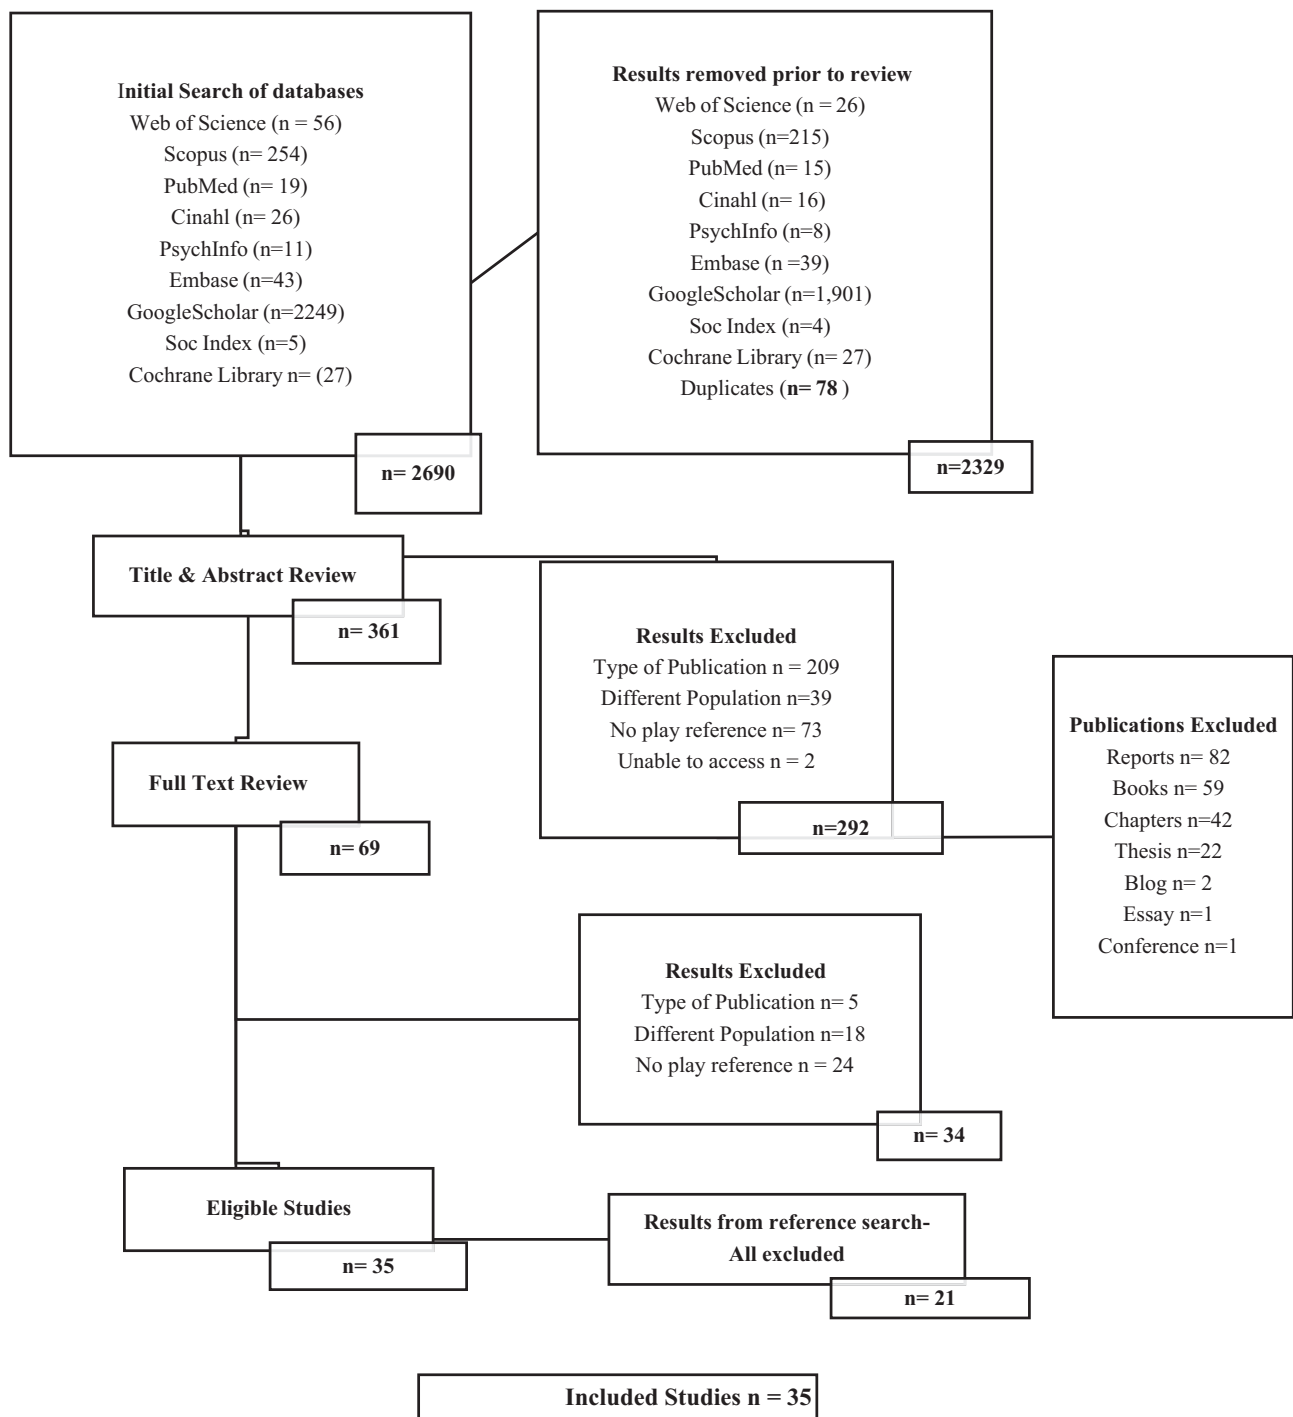 Initial Search of databases
Web of Science (n = 56)
Scopus (n= 254)
PubMed (n= 19)
Cinahl (n= 26)
PsychInfo (n=11)
Embase (n=43)
GoogleScholar (n=2249)
Soc Index (n=5)
Cochrane Library n= (27)
n= 2690
Results removed prior to review
Web of Science (n = 26)
Scopus (n=215)
PubMed (n= 15)
Cinahl (n= 16)
PsychInfo (n=8)
Embase (n =39)
GoogleScholar (n=1,901)
Soc Index (n=4)
Cochrane Library (n= 27)
Duplicates (n= 78 )
n=2329
Title & Abstract Review
n= 361
Results Excluded
Type of Publication n = 209
Different Population n=39
No play reference n= 73
Unable to access n = 2
n=292
Publications Excluded
Reports n= 82
Books n= 59
Chapters n=42
Thesis n=22
Blog n= 2
Essay n=1
Conference n=1
Full Text Review
n= 69
Results Excluded
Type of Publication n= 5
Different Population n=18
No play reference n = 24
n= 34
Eligible Studies
n= 35
Results from reference search-
All excluded
n= 21
Included Studies n = 35